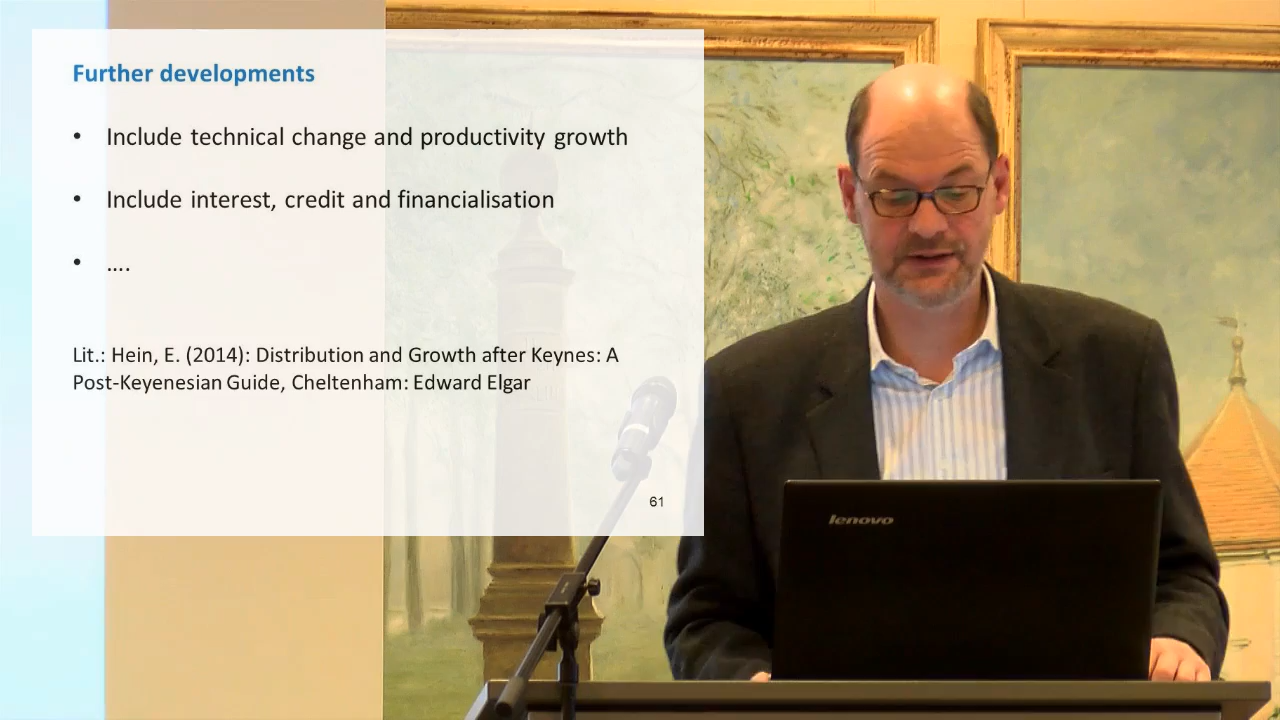 Further developments
• Include technical change and productivity growth
• Include interest, credit and financialisation
• ....
Lit.: Hein, E. (2014): Distribution and Growth after Keynes: A
Post-Keyenesian Guide, Cheltenham: Edward Elgar
61
lenovo